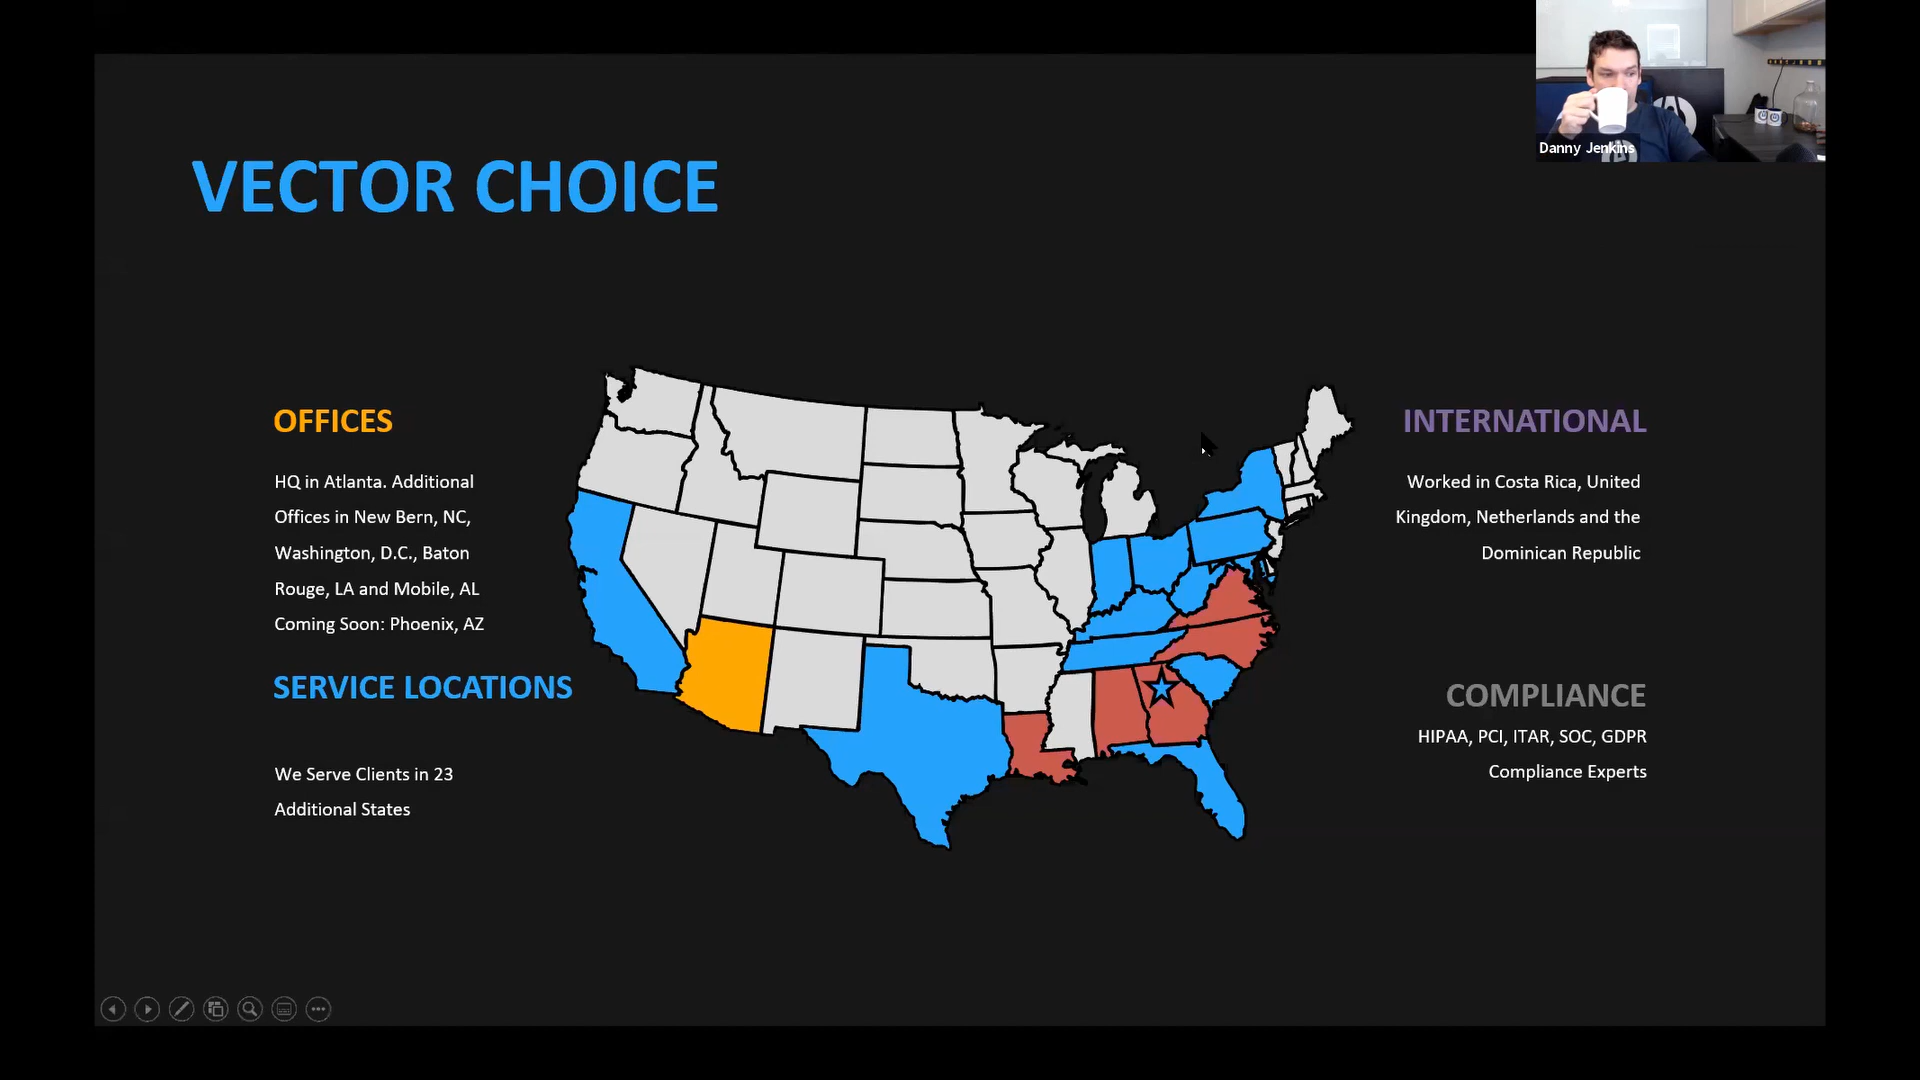 Danny Jenkins
VECTOR CHOICE
OFFICES
HQ in Atlanta. Additional
Offices in New Bern, NC,
Washington, D.C., Baton
Rouge, LA and Mobile, AL
Coming Soon: Phoenix, AZ
SERVICE LOCATIONS
We Serve Clients in 23
Additional States
INTERNATIONAL
Worked in Costa Rica, United
Kingdom, Netherlands and the
Dominican Republic
COMPLIANCE
HIPAA, PCI, ITAR, SOC, GDPR
Compliance Experts